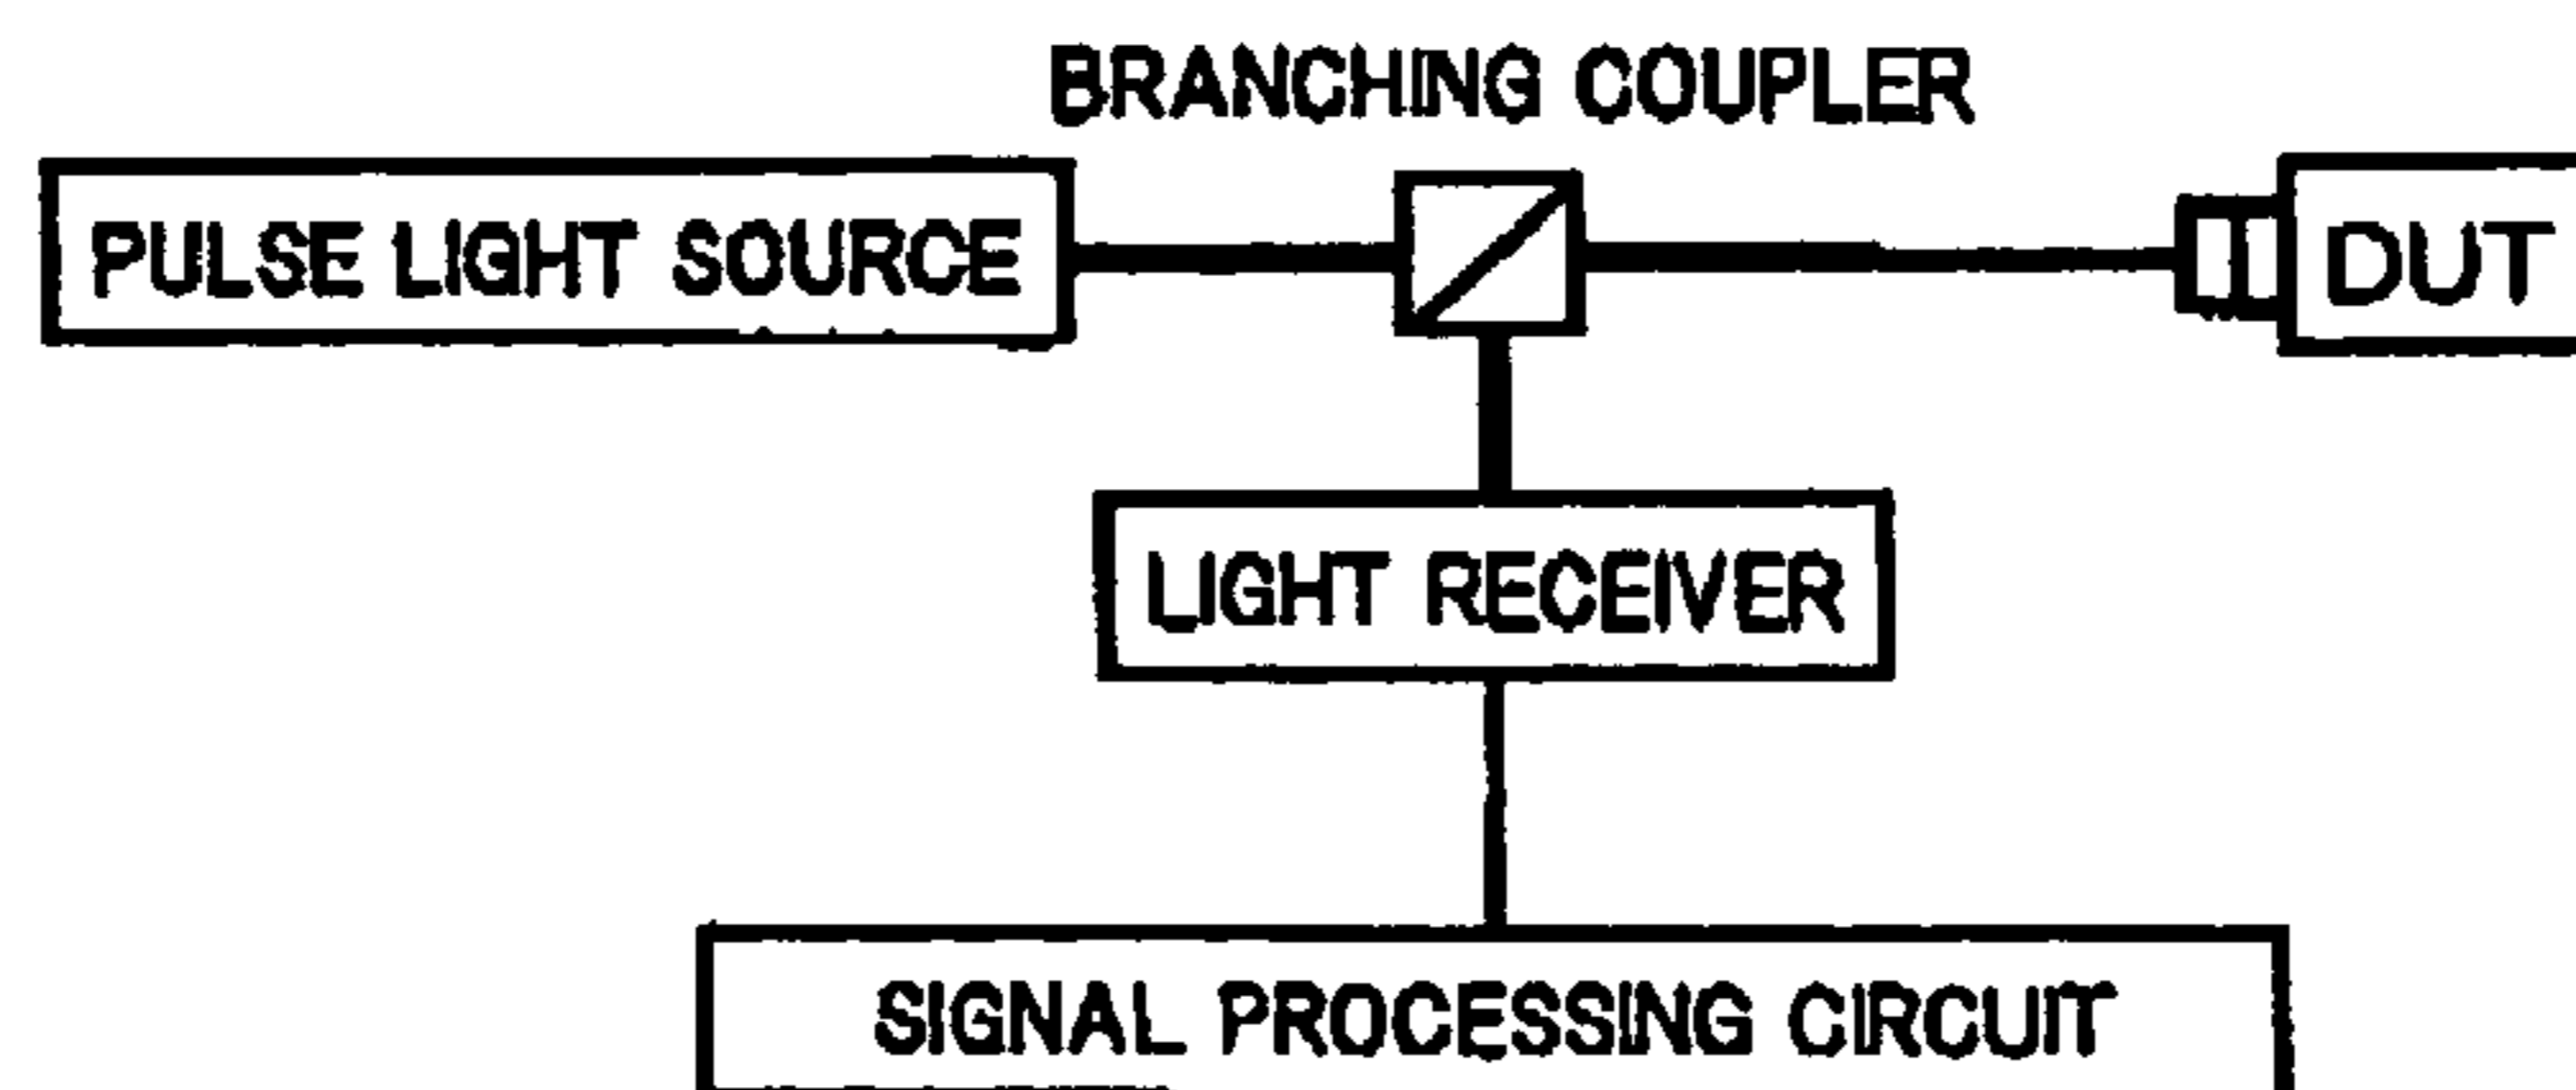 BRANCHING COUPLER
PULSE LIGHT SOURCE
DUT
LIGHT RECEIVER
SIGNAL PROCESSING CIRCUIT